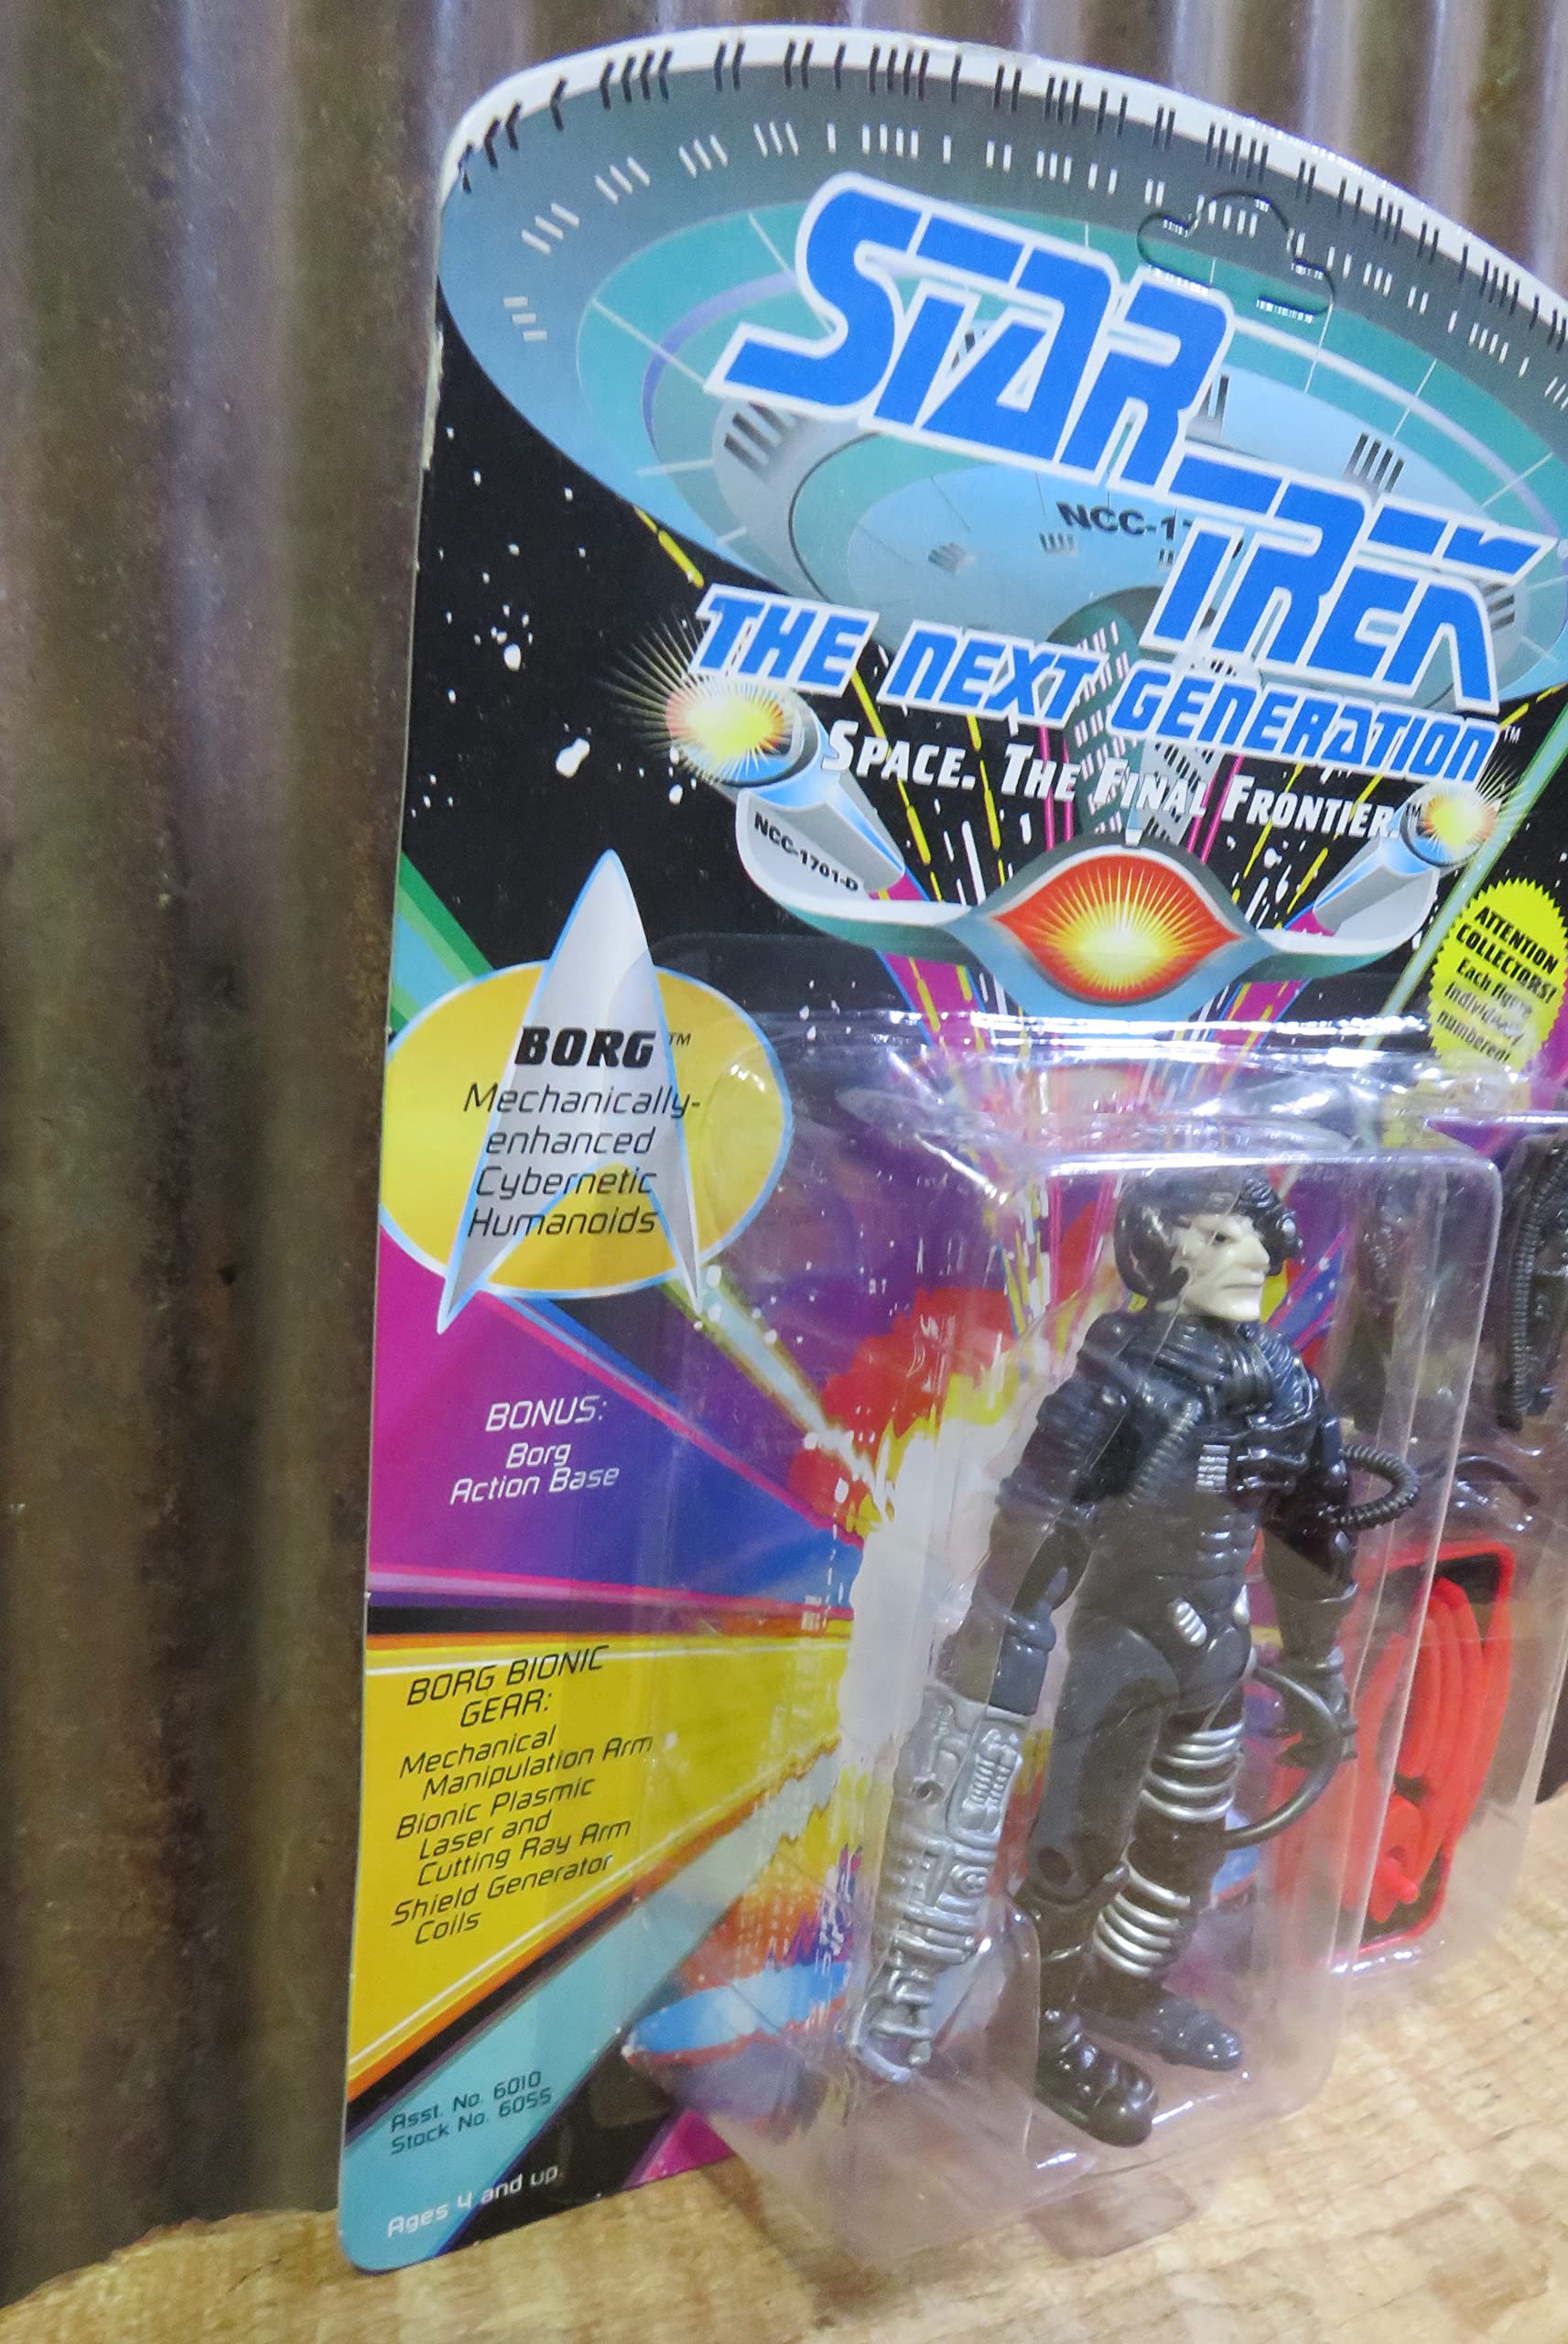 STAR
TREK
THE NEXT GENERATION™
SPACE. THE FINAL FRONTIER.™
NCC-17
NCC-1701-D
ATTENTION
COLLECTORS!
Each figure
individually
numbered!
BORG™
Mechanically-
enhanced
Cybernetic
Humanoids
BONUS:
Borg
Action Base
BORG BIONIC
GEAR:
Mechanical
Manipulation Arm
Bionic Plasmic
Laser and
Cutting Ray Arm
Shield Generator
Coils
Asst. No. 6010
Stock No. 6055
Ages 4 and up.